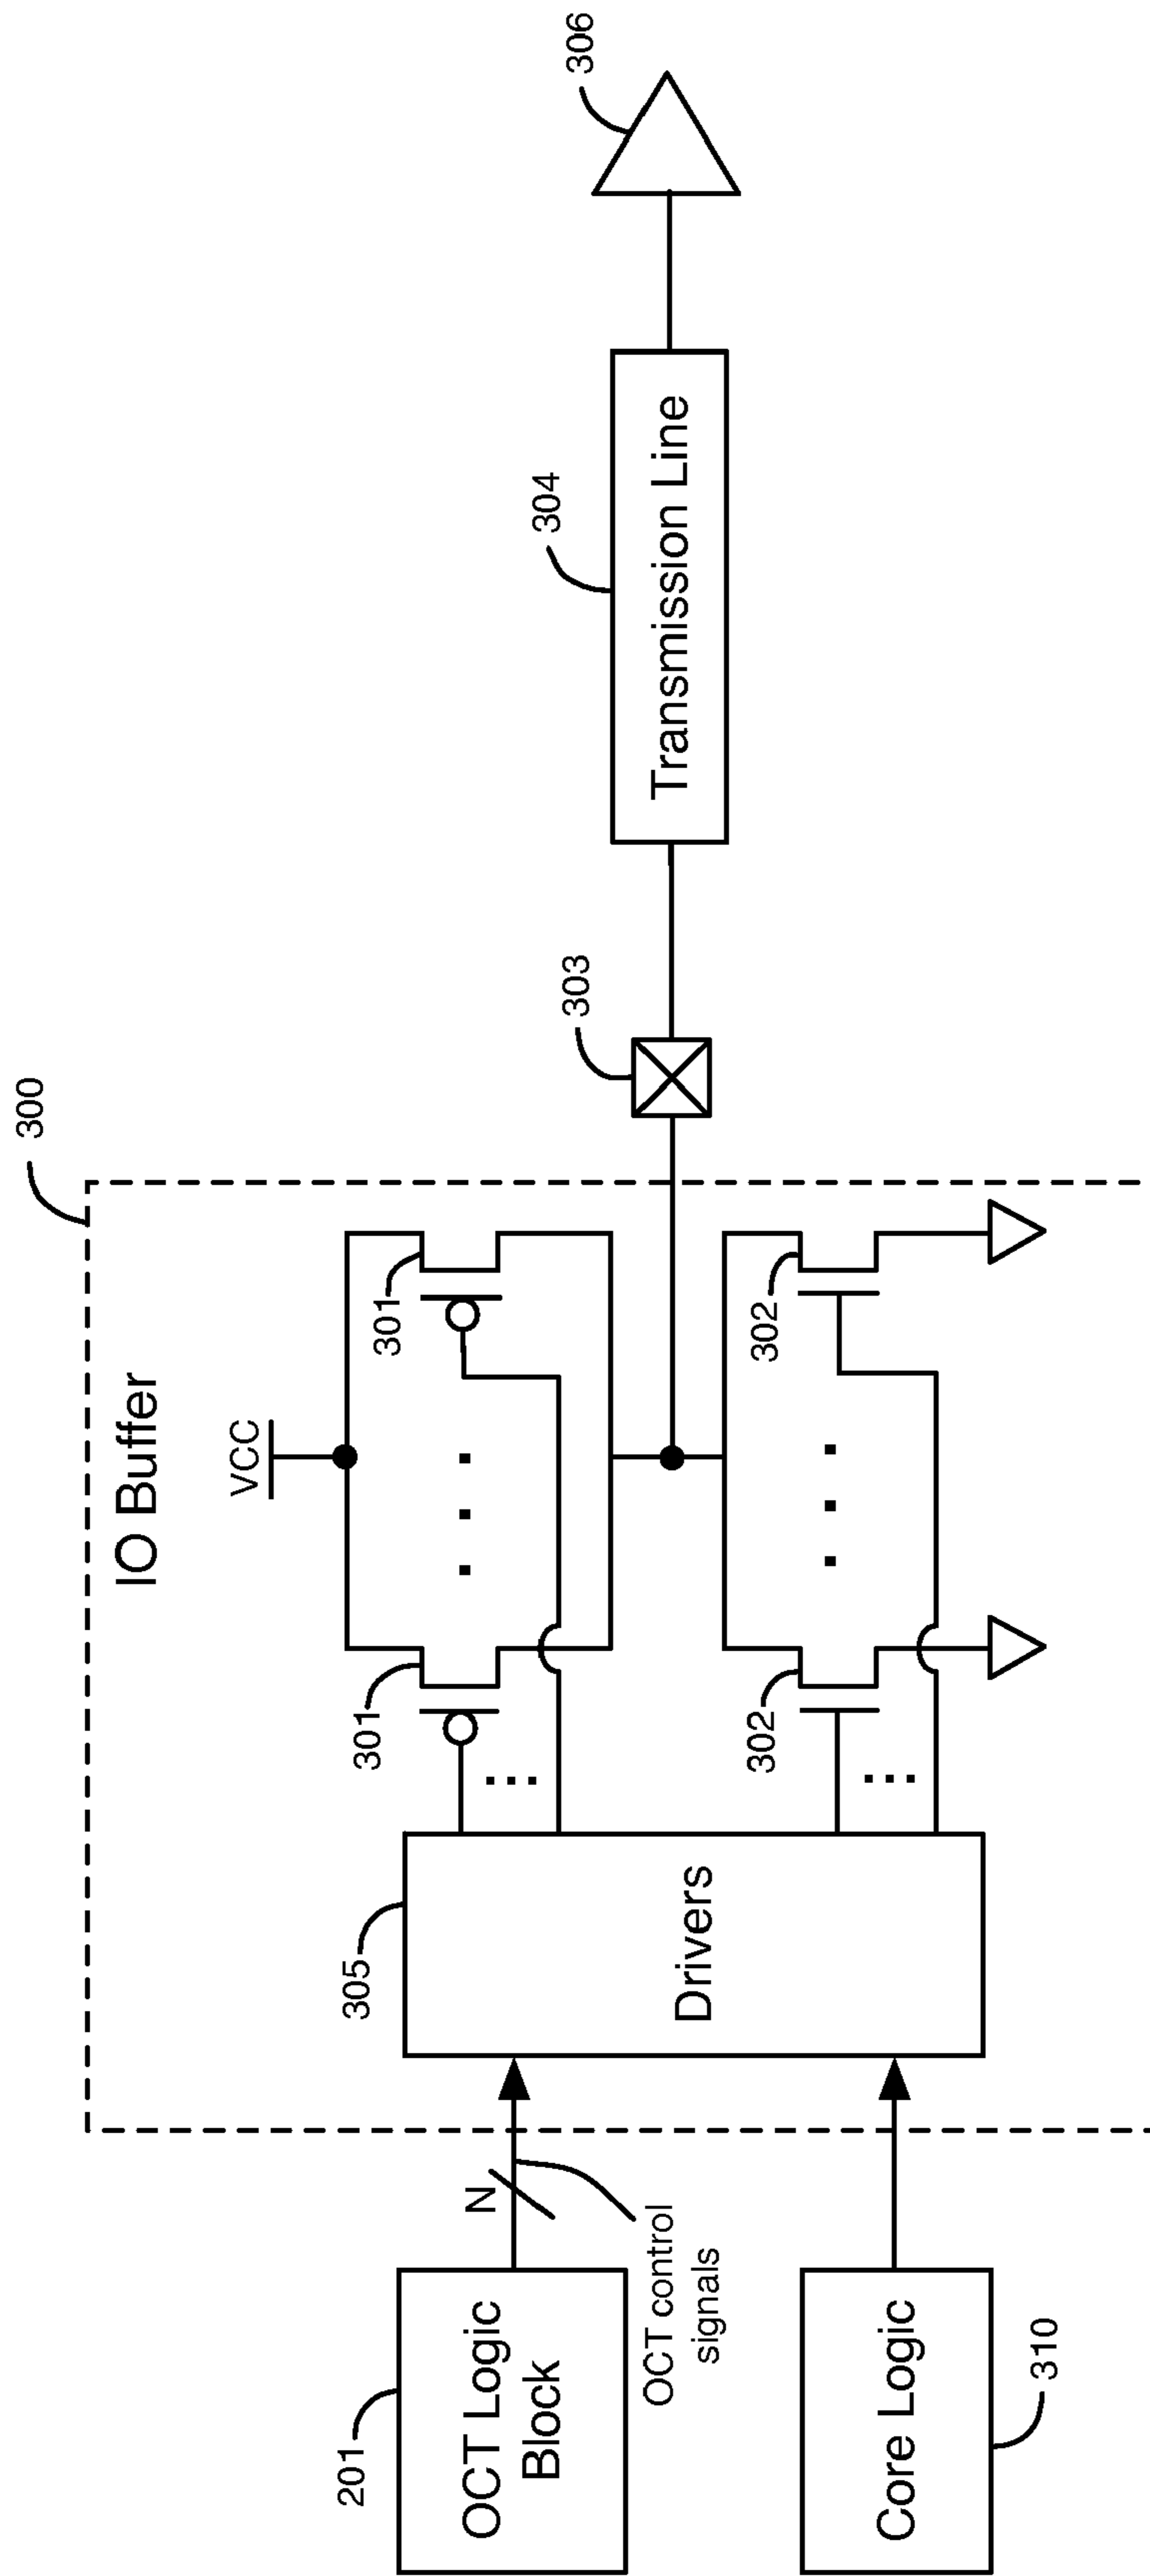 300
IO Buffer
VCC
301
301
302
302
305
Drivers
201
OCT Logic
Block
N
OCT control
signals
Core Logic
310
303
304
Transmission Line
306